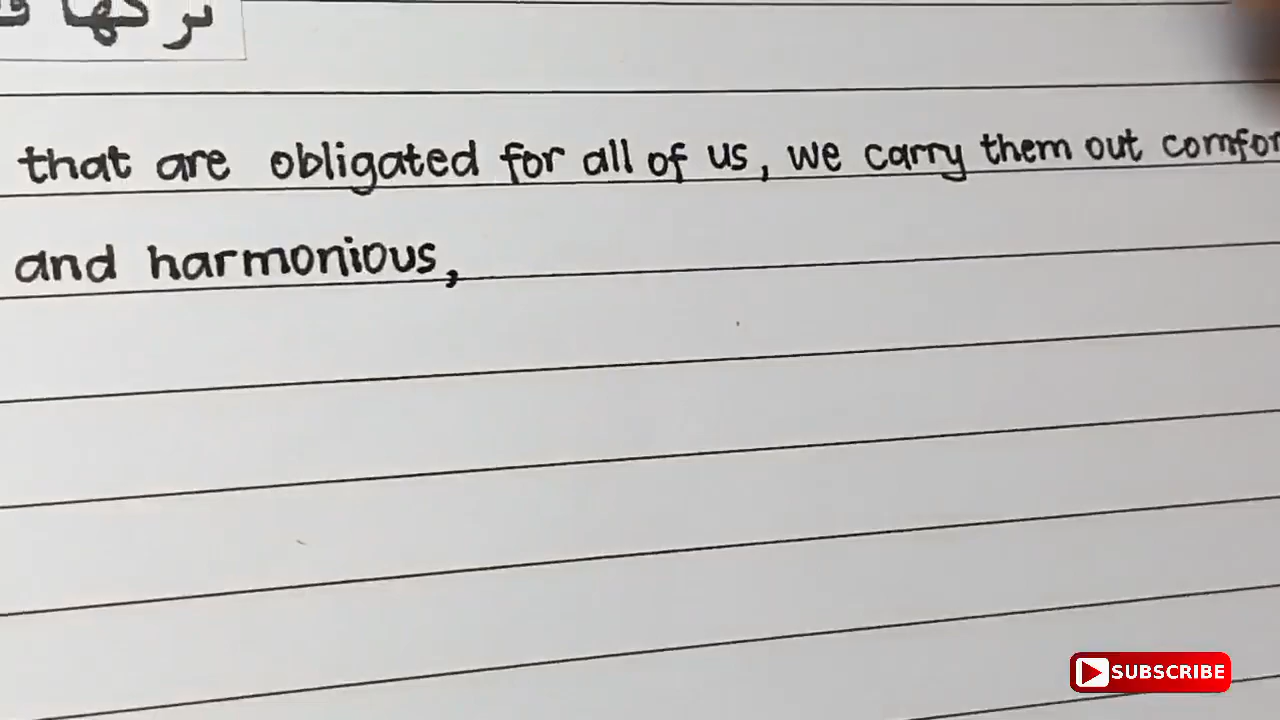 that are obligated for all of us, we carry them out
and harmonious,
SUBSCRIBE